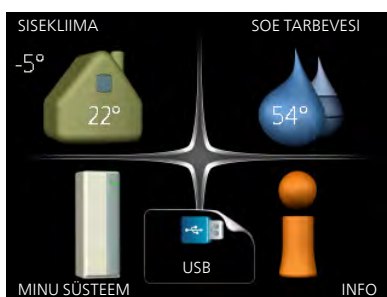 SISEKLIIMA
SOE TARBEVESI
-5°
22°
54°
USB
MINU SÜSTEEM
INFO